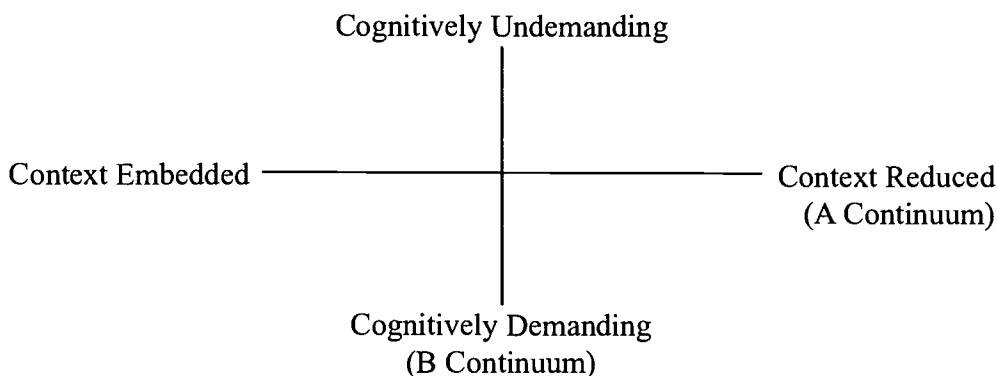 Cognitively Undemanding
Context Embedded
Context Reduced
(A Continuum)
Cognitively Demanding
(B Continuum)